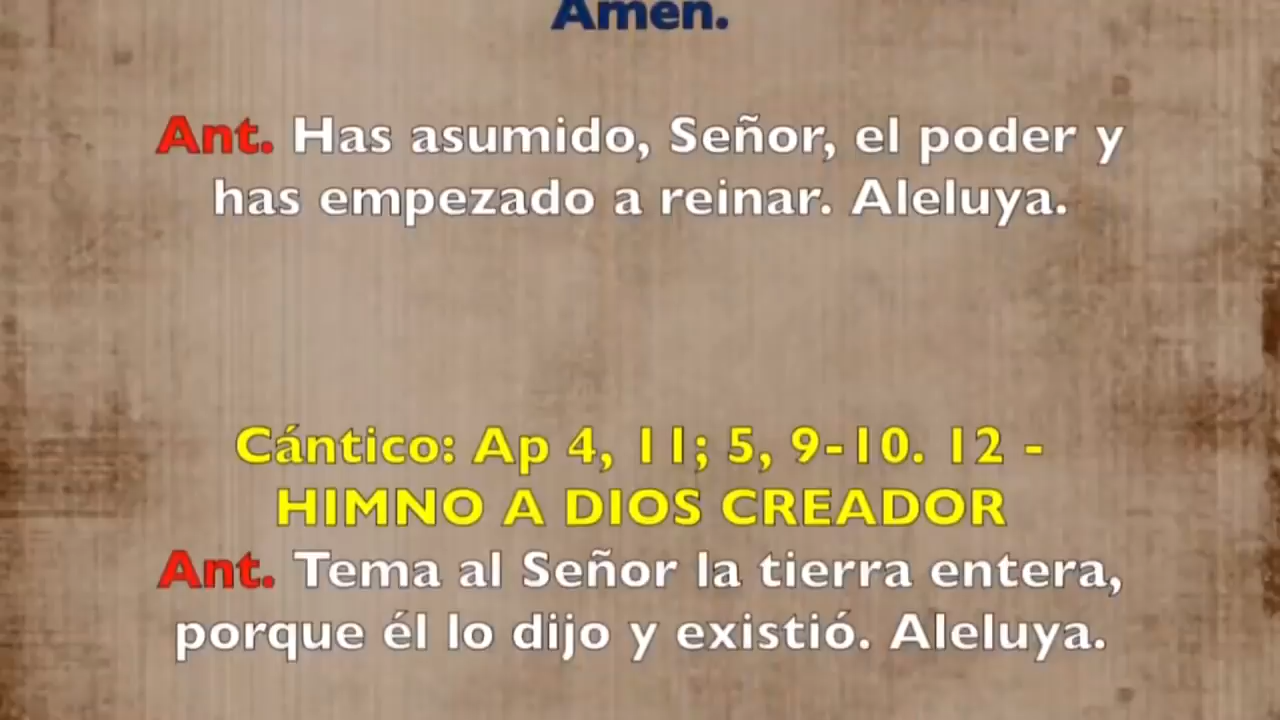 Amén.
Ant. Has asumido, Señor, el poder y
has empezado a reinar. Aleluya.
Cántico: Ap 4, 11; 5, 9-10. 12 -
HIMNO A DIOS CREADOR
Ant. Tema al Señor la tierra entera,
porque él lo dijo y existió. Aleluya.